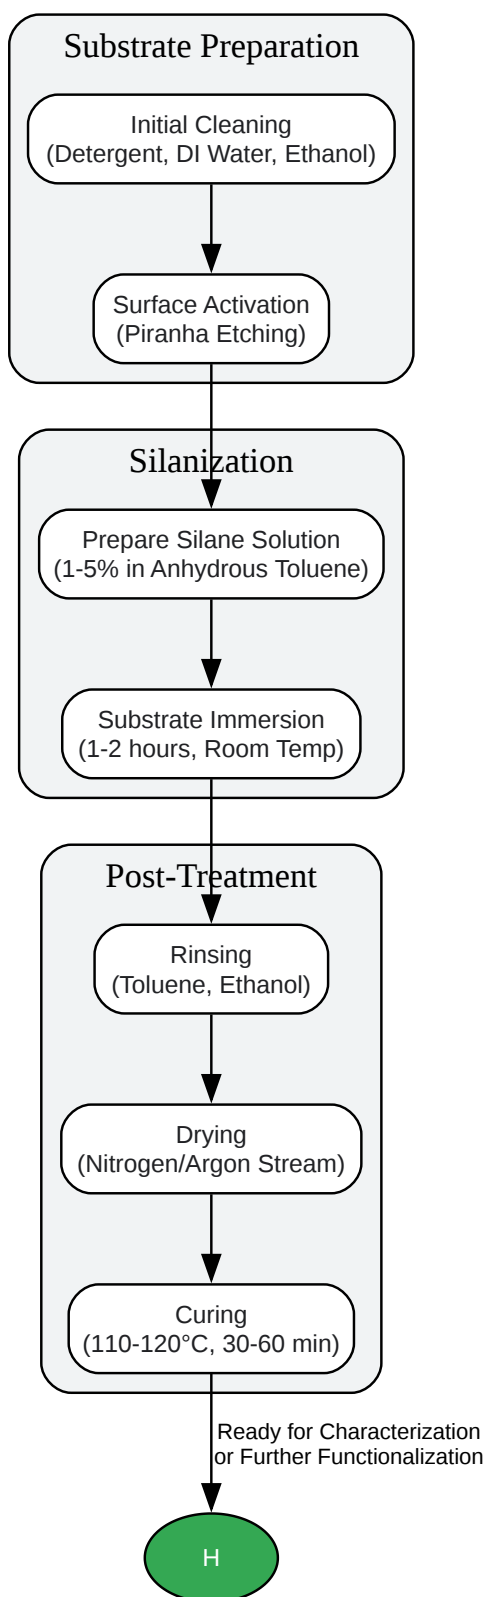 Substrate Preparation
Initial Cleaning
(Detergent, DI Water, Ethanol)
Surface Activation
(Piranha Etching)
Silanization
Prepare Silane Solution
(1-5% in Anhydrous Toluene)
Substrate Immersion
(1-2 hours, Room Temp)
Post-Treatment
Rinsing
(Toluene, Ethanol)
Drying
(Nitrogen/Argon Stream)
Curing
(110-120°C, 30-60 min)
Ready for Characterization
or Further Functionalization
H